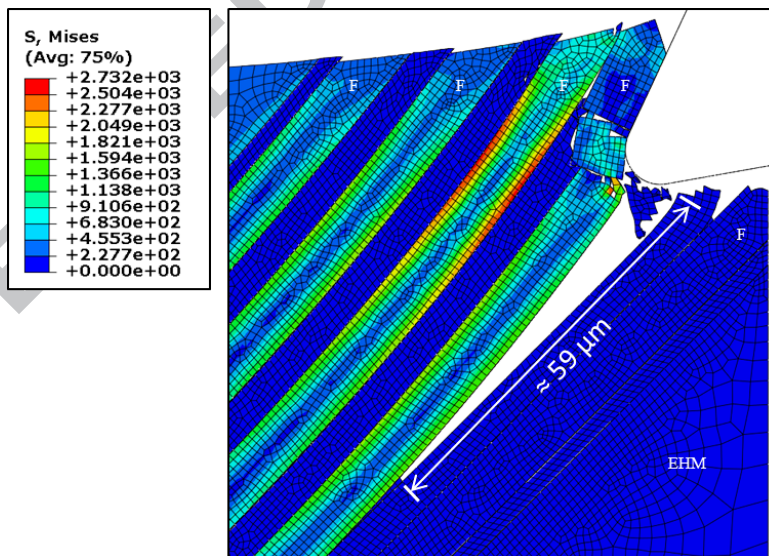 S, Mises
(Avg: 75%)
+2.732e+03
+2.504e+03
+2.277e+03
+2.049e+03
+1.821e+03
+1.594e+03
+1.366e+03
+1.138e+03
+9.106e+02
+6.830e+02
+4.553e+02
+2.277e+02
+0.000e+00
F F F F
F
≈ 59 µm
EHM